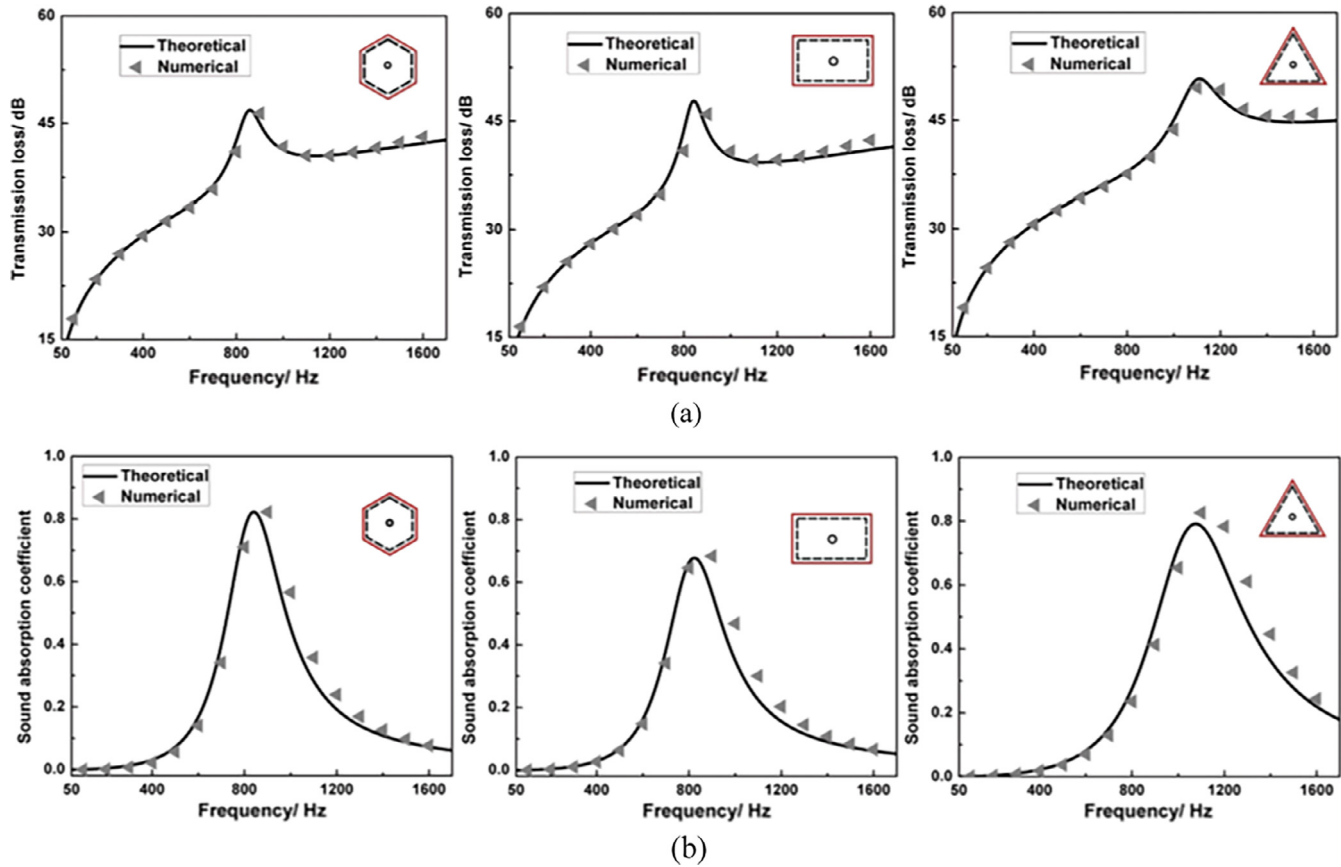 60
45
30
15
Transmission loss/ dB
Theoretical
Numerical
50 400 800 1200 1600
Frequency/ Hz
60
45
30
15
Transmission loss/ dB
Theoretical
Numerical
50 400 800 1200 1600
Frequency/ Hz
60
45
30
15
Transmission loss/ dB
Theoretical
Numerical
50 400 800 1200 1600
Frequency/ Hz
(a)
1.0
0.8
0.6
0.4
0.2
0.0
Sound absorption coefficient
Theoretical
Numerical
50 400 800 1200 1600
Frequency/ Hz
1.0
0.8
0.6
0.4
0.2
0.0
Sound absorption coefficient
Theoretical
Numerical
50 400 800 1200 1600
Frequency/ Hz
1.0
0.8
0.6
0.4
0.2
0.0
Sound absorption coefficient
Theoretical
Numerical
50 400 800 1200 1600
Frequency/ Hz
(b)